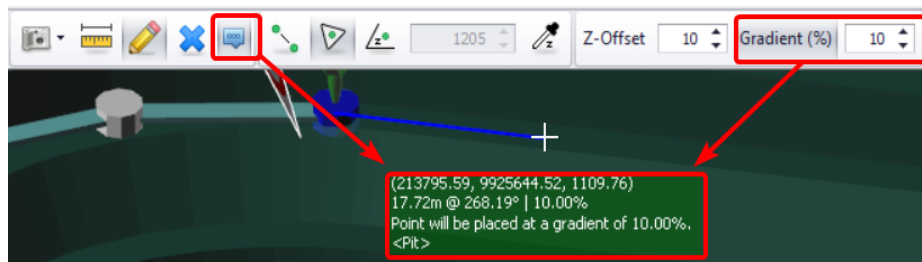 1205 Z-Offset 10 Gradient (%) 10
(213795.59, 9925644.52, 1109.76)
17.72m @ 268.19º | 10.00%
Point will be placed at a gradient of 10.00%.
<Pit>